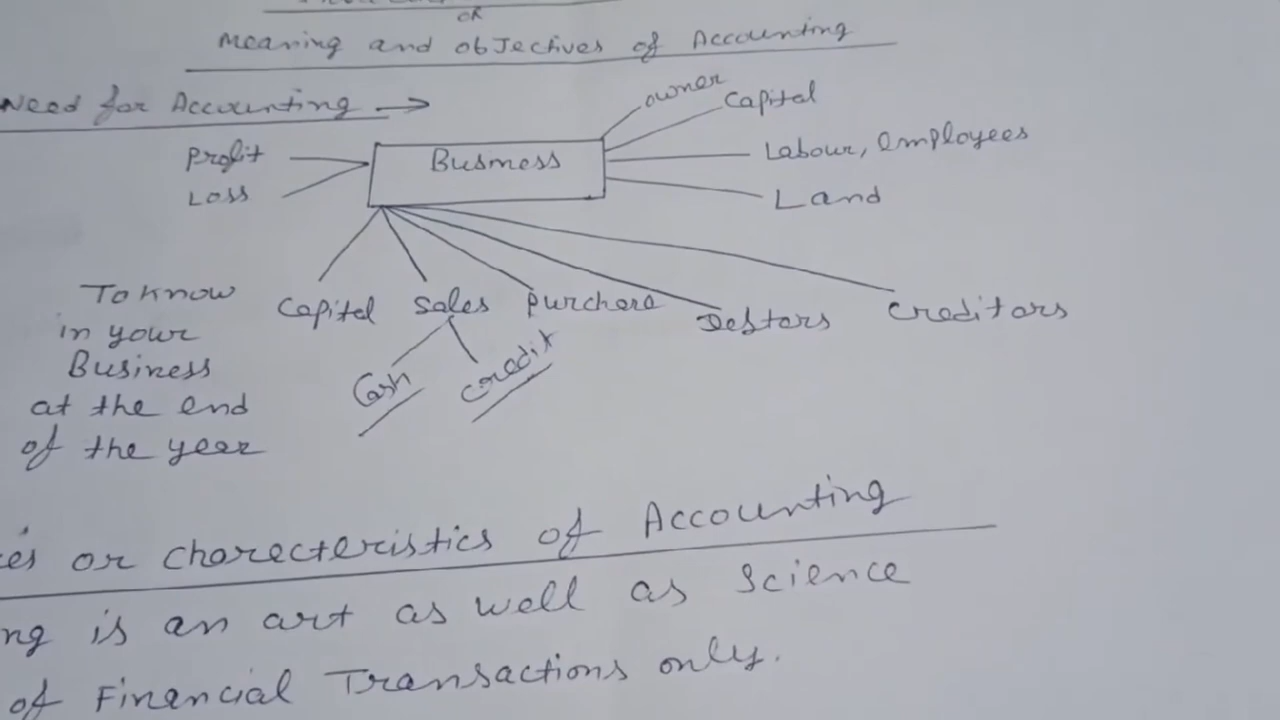 OR
Meaning and objectives of Accounting
Need for Accounting →
owner
Capital
Labour, Employees
Land
Profit
Loss
Business
To Know
in your
Business
at the end
of the year
Capital
Sales
purchase
Debtors
Creditors
Cash
Credit
es or charecteristics of Accounting
ng is an art as well as Science
of Financial Transactions only.